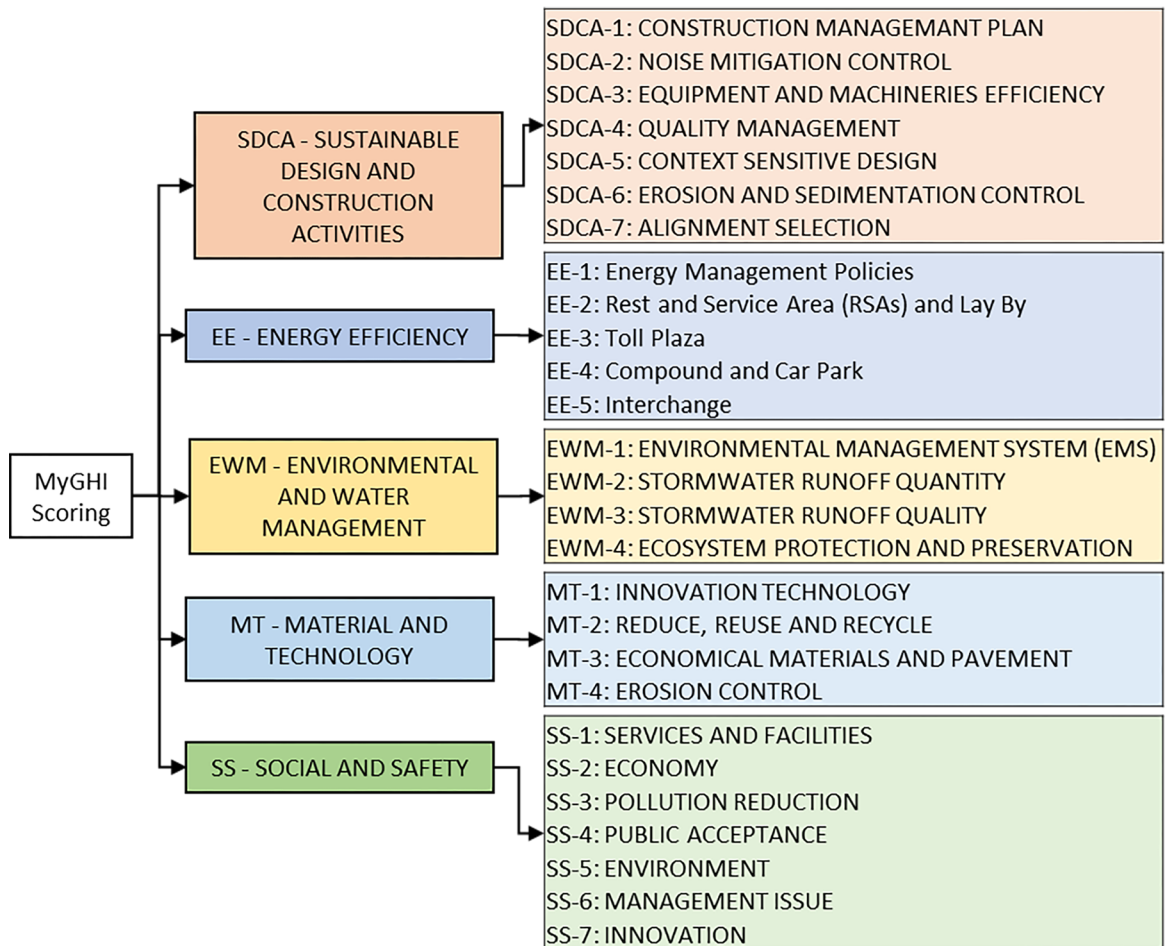 MyGHI
Scoring
SDCA - SUSTAINABLE
DESIGN AND
CONSTRUCTION
ACTIVITIES
SDCA-1: CONSTRUCTION MANAGEMANT PLAN
SDCA-2: NOISE MITIGATION CONTROL
SDCA-3: EQUIPMENT AND MACHINERIES EFFICIENCY
SDCA-4: QUALITY MANAGEMENT
SDCA-5: CONTEXT SENSITIVE DESIGN
SDCA-6: EROSION AND SEDIMENTATION CONTROL
SDCA-7: ALIGNMENT SELECTION
EE - ENERGY EFFICIENCY
EE-1: Energy Management Policies
EE-2: Rest and Service Area (RSAs) and Lay By
EE-3: Toll Plaza
EE-4: Compound and Car Park
EE-5: Interchange
EWM - ENVIRONMENTAL
AND WATER
MANAGEMENT
EWM-1: ENVIRONMENTAL MANAGEMENT SYSTEM (EMS)
EWM-2: STORMWATER RUNOFF QUANTITY
EWM-3: STORMWATER RUNOFF QUALITY
EWM-4: ECOSYSTEM PROTECTION AND PRESERVATION
MT - MATERIAL AND
TECHNOLOGY
MT-1: INNOVATION TECHNOLOGY
MT-2: REDUCE, REUSE AND RECYCLE
MT-3: ECONOMICAL MATERIALS AND PAVEMENT
MT-4: EROSION CONTROL
SS - SOCIAL AND SAFETY
SS-1: SERVICES AND FACILITIES
SS-2: ECONOMY
SS-3: POLLUTION REDUCTION
SS-4: PUBLIC ACCEPTANCE
SS-5: ENVIRONMENT
SS-6: MANAGEMENT ISSUE
SS-7: INNOVATION